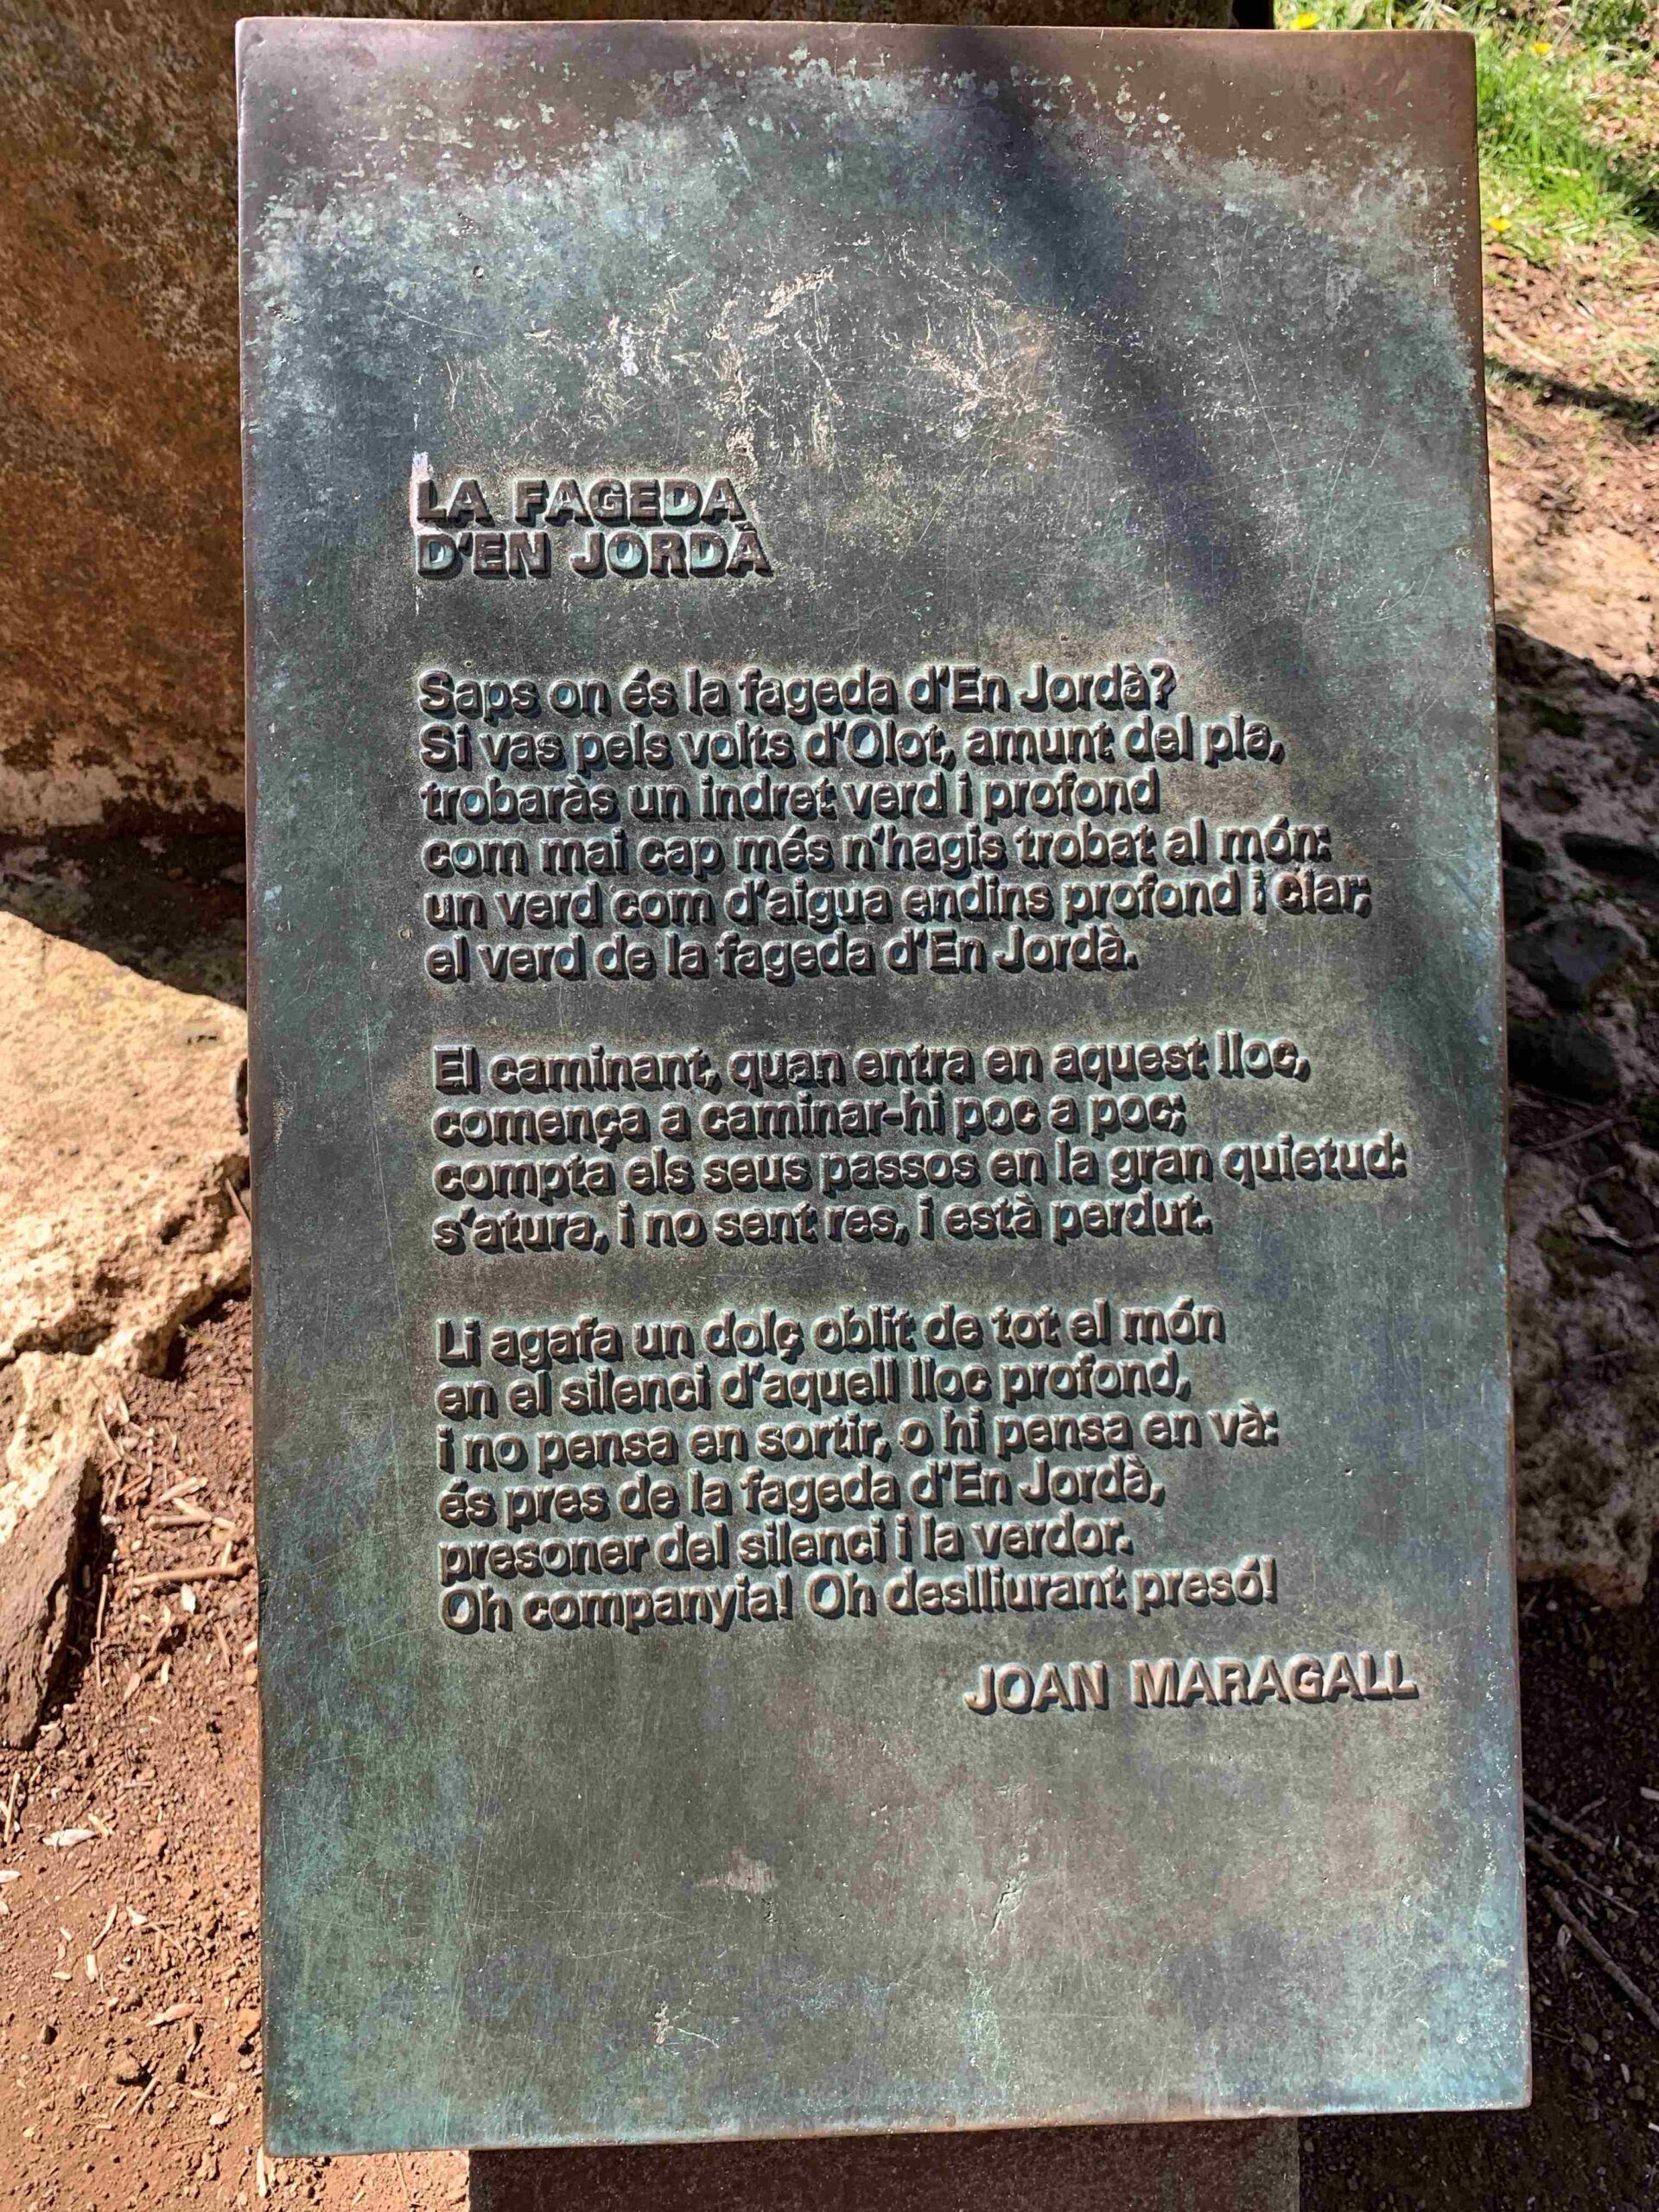 LA FAGEDA
D'EN JORDÀ
Saps on és la fageda d'En Jordà?
Si vas pels volts d'Olot, amunt del pla,
trobaràs un indret verd i profond
com mai cap més n'hagis trobat al món:
un verd com d'aigua endins profond i clar;
el verd de la fageda d'En Jordà.
El caminant, quan entra en aquest lloc,
comença a caminar-hi poc a poc;
compta els seus passos en la gran quietud:
s'atura, i no sent res, i està perdut.
Li agafa un dolç oblit de tot el món
en el silenci d'aquell lloc profond,
i no pensa en sortir, o hi pensa en và:
és pres de la fageda d'En Jordà,
presoner del silenci i la verdor.
Oh companyia! Oh deslliurant presó!
JOAN MARAGALL